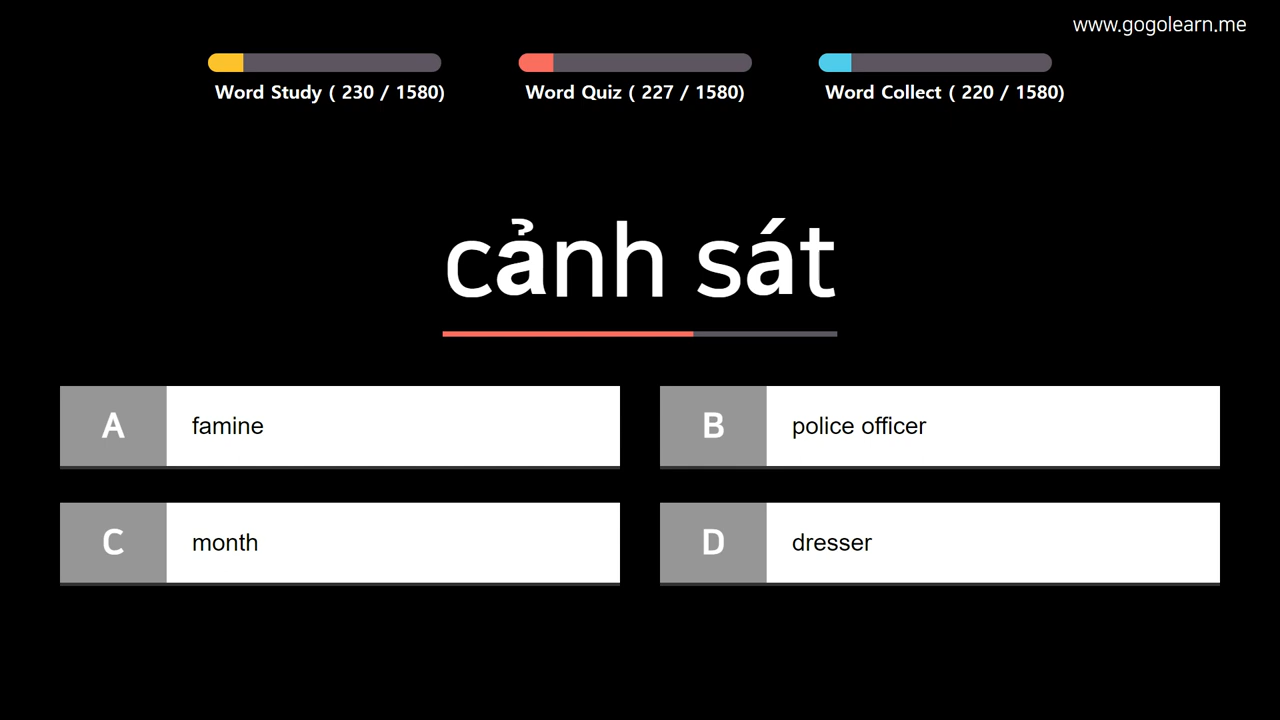 www.gogolearn.me
Word Study ( 230 / 1580)
Word Quiz ( 227 / 1580)
Word Collect ( 220 / 1580)
cảnh sát
A famine
B police officer
C month
D dresser